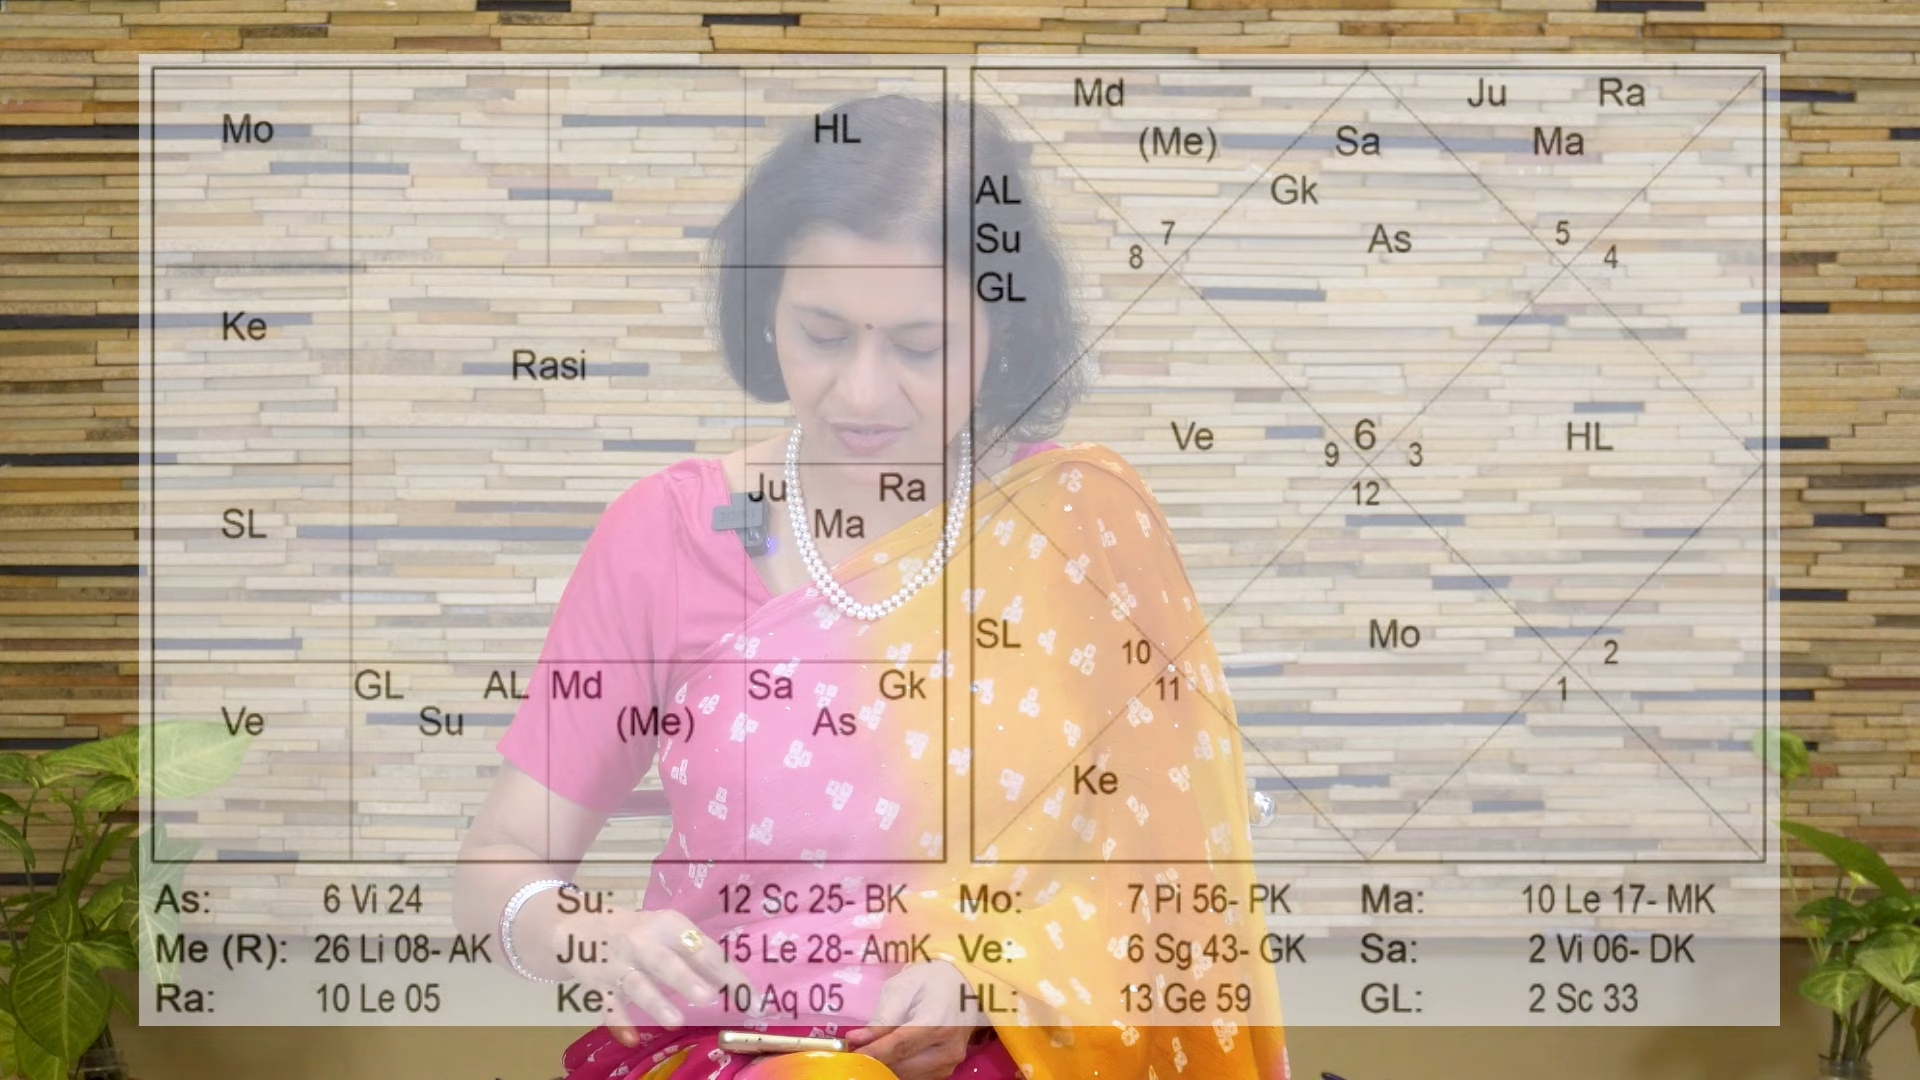 Mo HL
Ke
Rasi
Ju Ra
Ma
SL
GL AL Md Sa Gk
Ve Su (Me) As
Md Ju Ra
(Me) Sa Ma
AL Gk
Su 7 As 5
8 4
GL
Ve 6 HL
9 3
12
SL Mo
10 2
11 1
Ke
As: 6 Vi 24 Su: 12 Sc 25- BK Mo: 7 Pi 56- PK Ma: 10 Le 17- MK
Me (R): 26 Li 08- AK Ju: 15 Le 28- AmK Ve: 6 Sg 43- GK Sa: 2 Vi 06- DK
Ra: 10 Le 05 Ke: 10 Aq 05 HL: 13 Ge 59 GL: 2 Sc 33